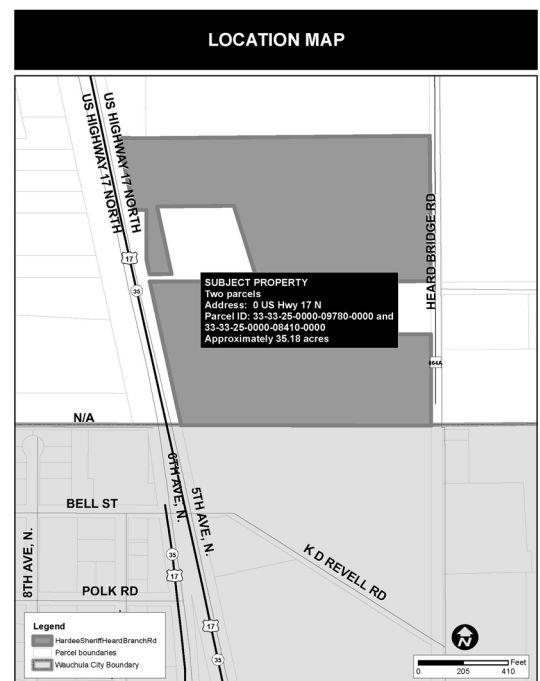 LOCATION MAP
US HIGHWAY 17 NORTH
US HIGHWAY 17 NORTH
17
35
HEARD BRIDGE RD
SUBJECT PROPERTY
Two parcels
Address: 0 US Hwy 17 N
Parcel ID: 33-33-25-0000-09780-0000 and
33-33-25-0000-08410-0000
Approximately 35.18 acres
664A
N/A
6TH AVE, N.
5TH AVE, N.
BELL ST
8TH AVE, N.
35
17
K D REVELL RD
POLK RD
17
35
Legend
HardeeSheriffHeardBranchRd
Parcel boundaries
Wauchula City Boundary
N
Feet
0 205 410